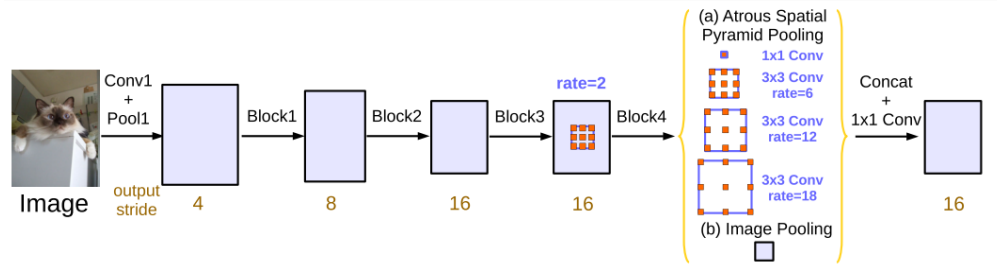 Image
Conv1
+
Pool1
output
stride
4
Block1
8
Block2
16
Block3
rate=2
16
Block4
(a) Atrous Spatial
Pyramid Pooling
1x1 Conv
3x3 Conv
rate=6
3x3 Conv
rate=12
3x3 Conv
rate=18
(b) Image Pooling
Concat
+
1x1 Conv
16